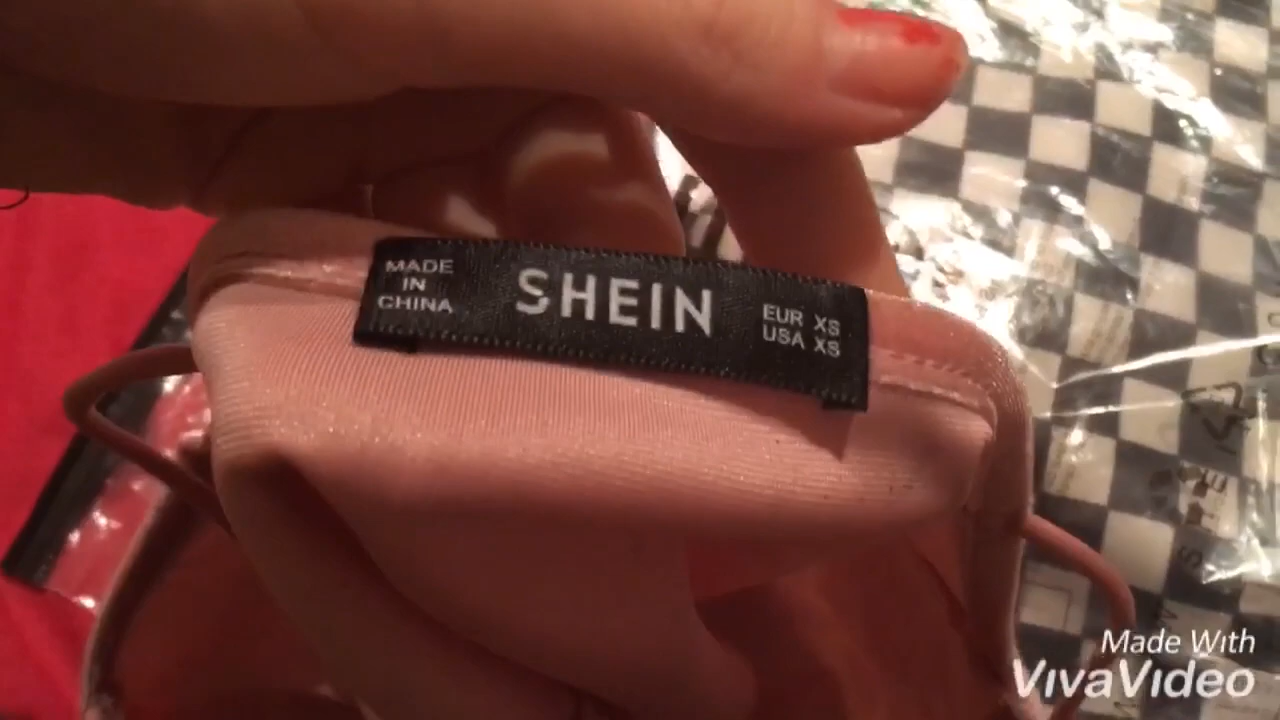 MADE
IN
CHINA
SHEIN
EUR XS
USA XS
Made With
VivaVideo